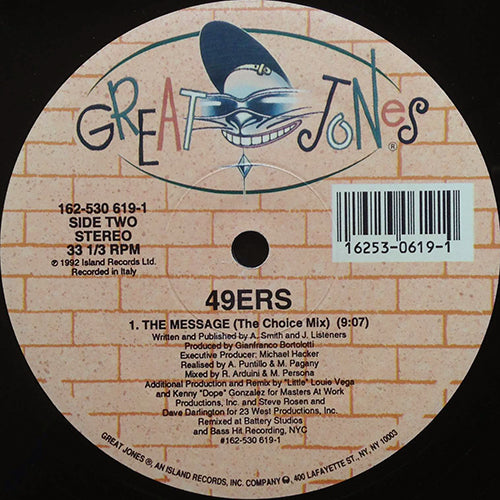 GREAT JONES ®
162-530 619-1
SIDE TWO
STEREO
33 1/3 RPM
℗ 1992 Island Records Ltd.
Recorded in Italy
16253-0619-1
49ERS
1. THE MESSAGE (The Choice Mix) (9:07)
Written and Published by A. Smith and J. Listeners
Produced by Gianfranco Bortolotti
Executive Producer: Michael Hacker
Realised by A. Puntillo & M. Pagany
Mixed by R. Arduini & M. Persona
Additional Production and Remix by "Little" Louie Vega
and Kenny "Dope" Gonzalez for Masters At Work
Productions, Inc. and Steve Rosen and
Dave Darlington for 23 West Productions, Inc.
Remixed at Battery Studios
and Bass Hit Recording, NYC
#162-530 619-1
GREAT JONES ®, AN ISLAND RECORDS, INC. COMPANY, 400 LAFAYETTE ST., NY, NY 10003